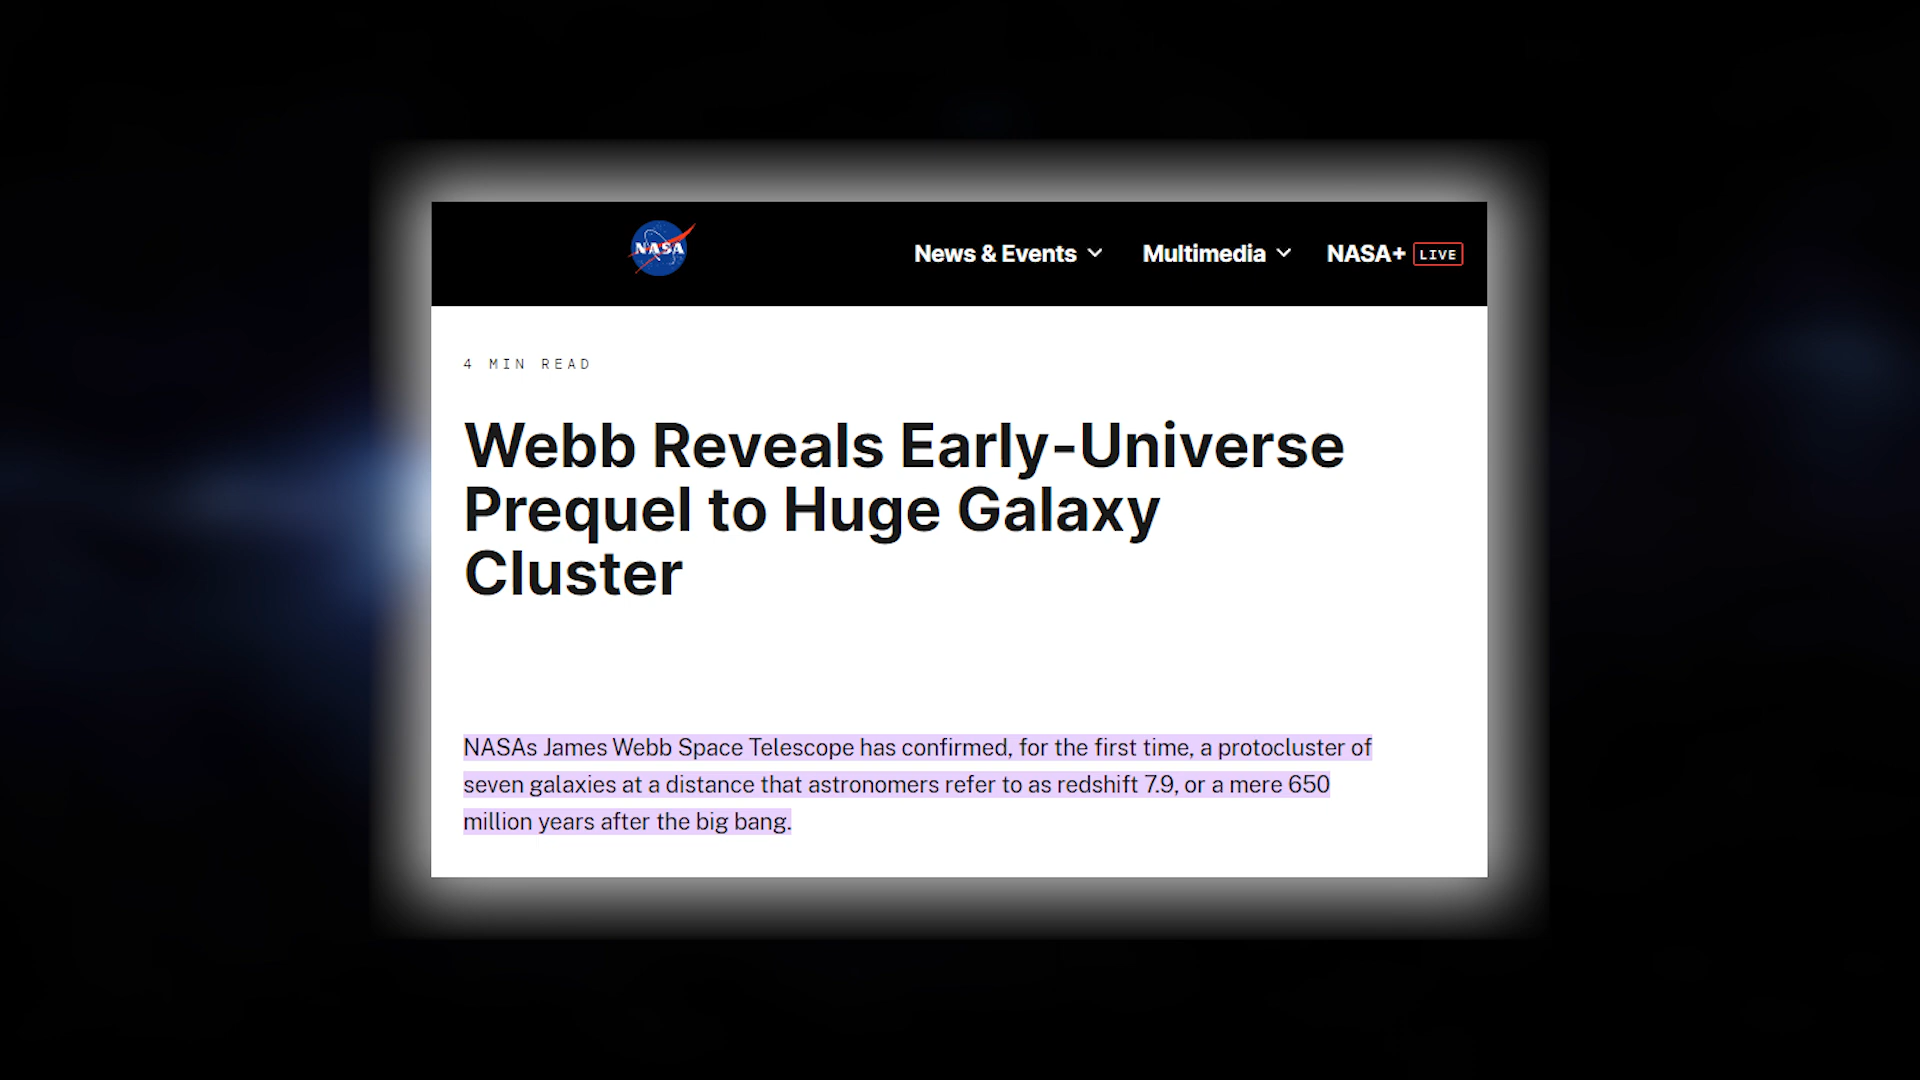 NASA
News & Events
Multimedia
NASA+ LIVE
4 MIN READ
Webb Reveals Early-Universe
Prequel to Huge Galaxy
Cluster
NASAs James Webb Space Telescope has confirmed, for the first time, a protocluster of
seven galaxies at a distance that astronomers refer to as redshift 7.9, or a mere 650
million years after the big bang.